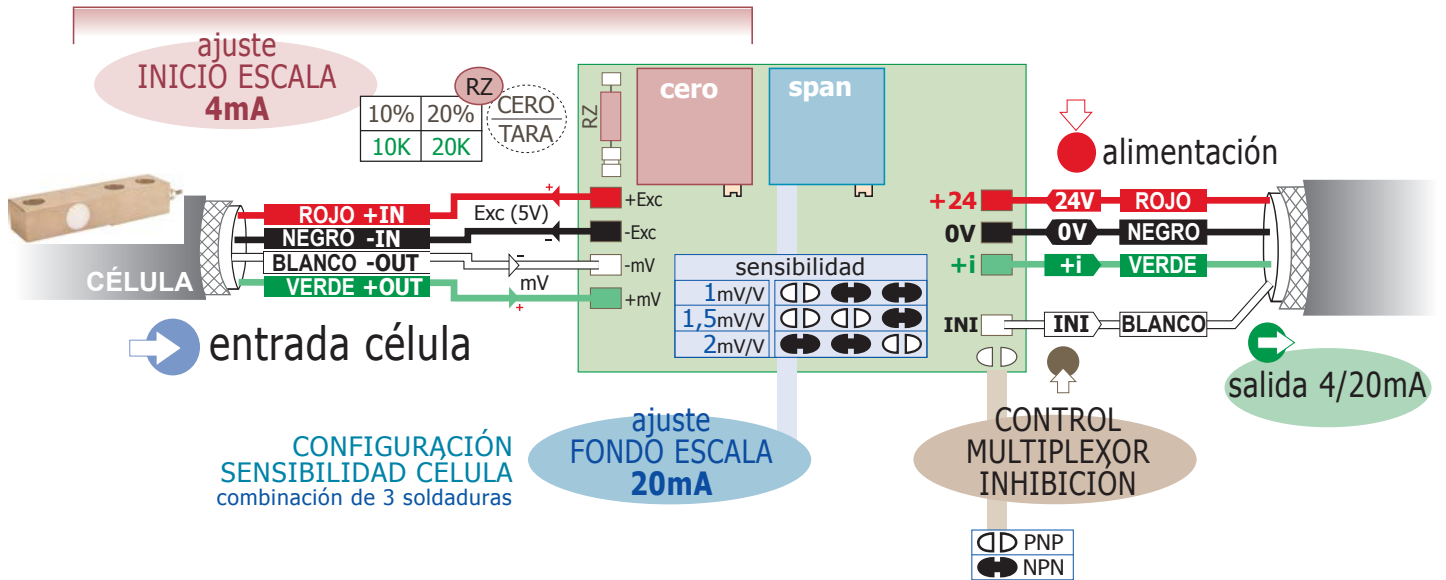 ajuste
INICIO ESCALA
4mA
RZ
10% 20%
10K 20K
CERO
TARA
RZ
cero
span
alimentación
ROJO +IN
NEGRO -IN
BLANCO -OUT
VERDE +OUT
CÉLULA
+
Exc (5V)
-
-
mV
+
+Exc
-Exc
-mV
+mV
sensibilidad
1mV/V
1,5mV/V
2mV/V
+24
0V
+i
INI
24V ROJO
0V NEGRO
+i VERDE
INI BLANCO
entrada célula
salida 4/20mA
CONFIGURACIÓN
SENSIBILIDAD CÉLULA
combinación de 3 soldaduras
ajuste
FONDO ESCALA
20mA
CONTROL
MULTIPLEXOR
INHIBICIÓN
PNP
NPN